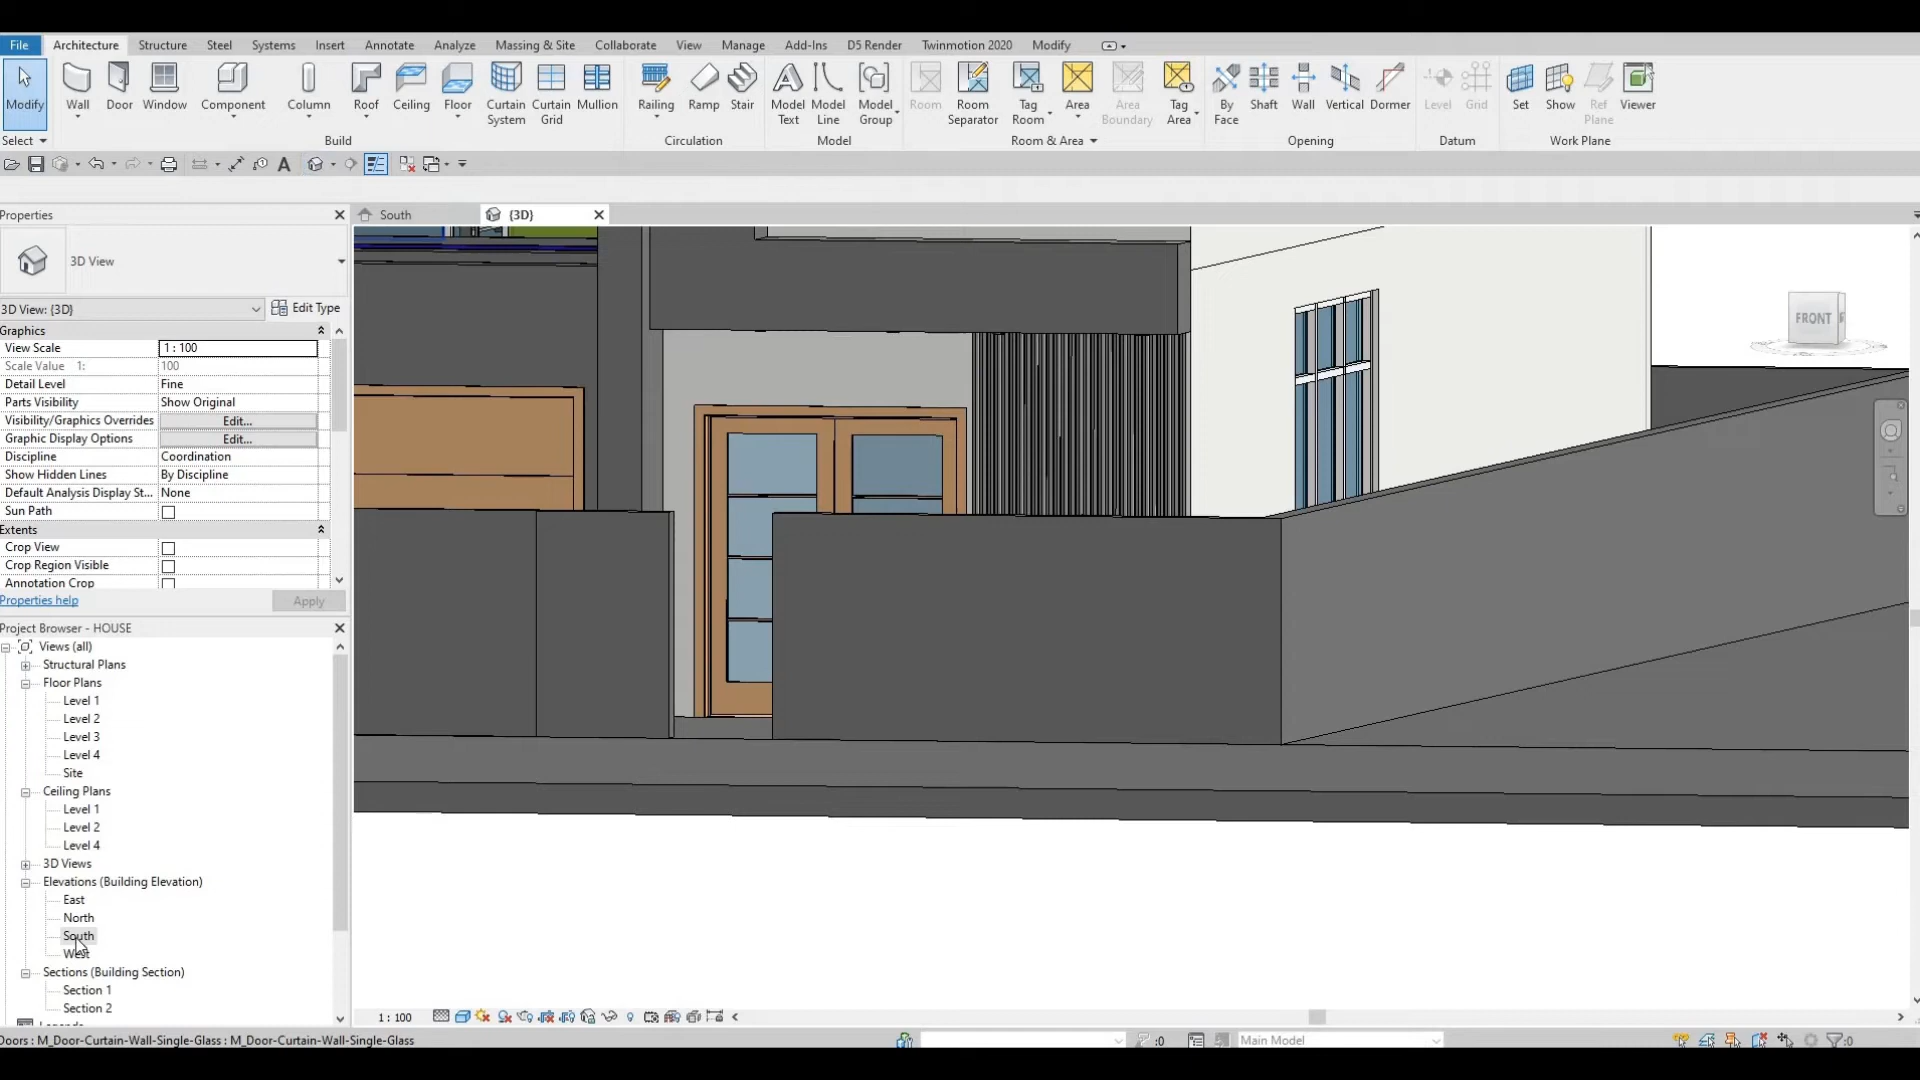 File Architecture Structure Steel Systems Insert Annotate Analyze Massing & Site Collaborate View Manage Add-Ins D5 Render Twinmotion 2020 Modify
Modify Wall Door Window Component Column Roof Ceiling Floor Curtain System Curtain Grid Mullion Railing Ramp Stair Model Text Model Line Model Group Room Room Separator Tag Room Area Area Boundary Tag Area By Face Shaft Wall Vertical Dormer Level Grid Set Show Ref Plane Viewer
Select Build Circulation Model Room & Area Opening Datum Work Plane
Properties
South {3D}
3D View
3D View: {3D} Edit Type
Graphics
View Scale 1 : 100
Scale Value 1: 100
Detail Level Fine
Parts Visibility Show Original
Visibility/Graphics Overrides Edit...
Graphic Display Options Edit...
Discipline Coordination
Show Hidden Lines By Discipline
Default Analysis Display St... None
Sun Path
Extents
Crop View
Crop Region Visible
Annotation Crop
Properties help Apply
FRONT
Project Browser - HOUSE
Views (all)
Structural Plans
Floor Plans
Level 1
Level 2
Level 3
Level 4
Site
Ceiling Plans
Level 1
Level 2
Level 4
3D Views
Elevations (Building Elevation)
East
North
South
West
Sections (Building Section)
Section 1
Section 2
1 : 100
Doors : M_Door-Curtain-Wall-Single-Glass : M_Door-Curtain-Wall-Single-Glass :0 Main Model :0